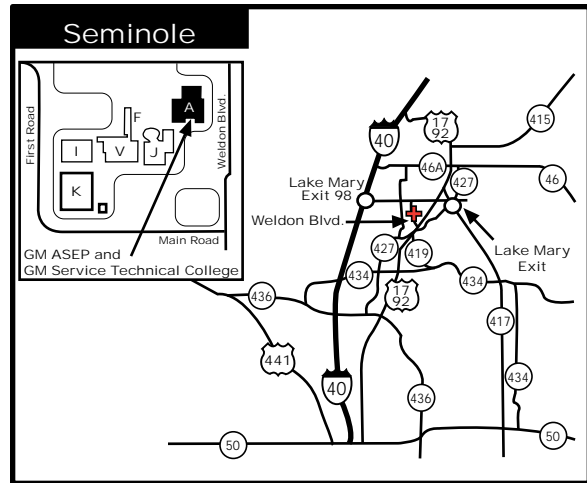 Seminole
First Road
A
F
I
V
J
K
Weldon Blvd.
Main Road
GM ASEP and
GM Service Technical College
40
17
92
415
46A
427
46
Lake Mary
Exit 98
Weldon Blvd.
Lake Mary
Exit
427
419
434
434
436
17
92
417
441
40
436
434
50
50